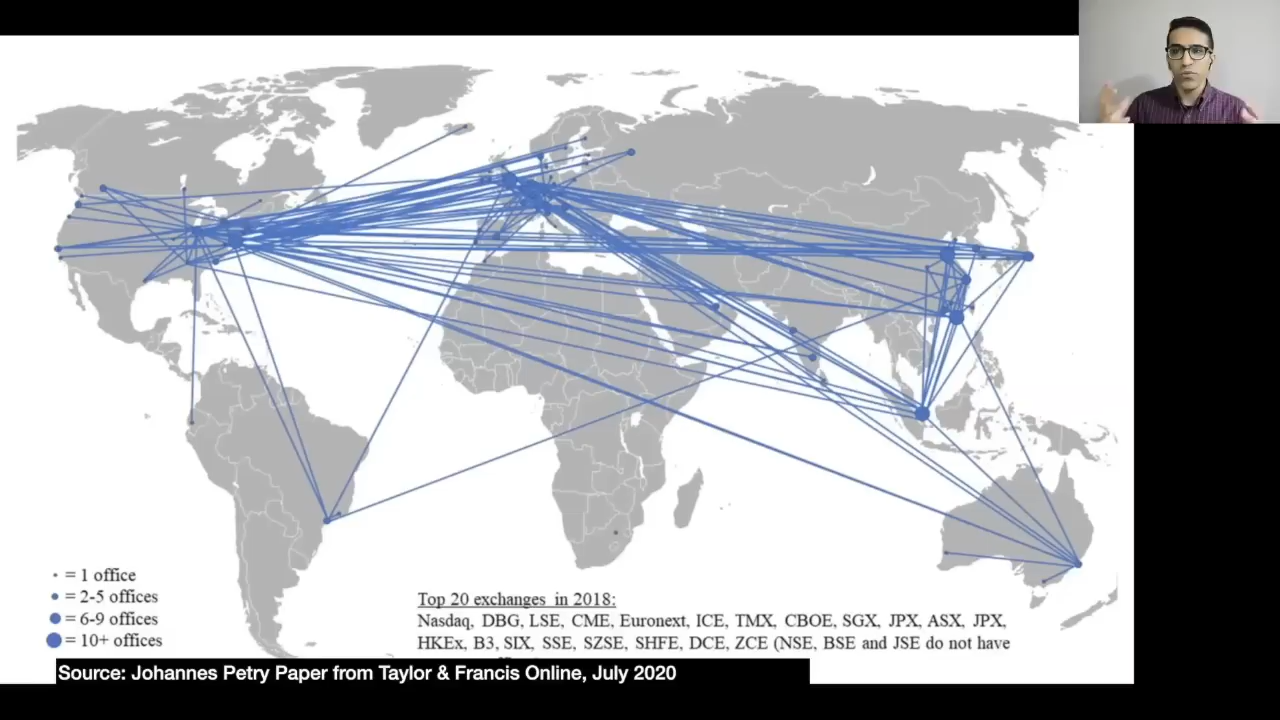 · = 1 office
= 2-5 offices
= 6-9 offices
= 10+ offices
Top 20 exchanges in 2018:
Nasdaq, DBG, LSE, CME, Euronext, ICE, TMX, CBOE, SGX, JPX, ASX, JPX,
HKEx, B3, SIX, SSE, SZSE, SHFE, DCE, ZCE (NSE, BSE and JSE do not have
Source: Johannes Petry Paper from Taylor & Francis Online, July 2020